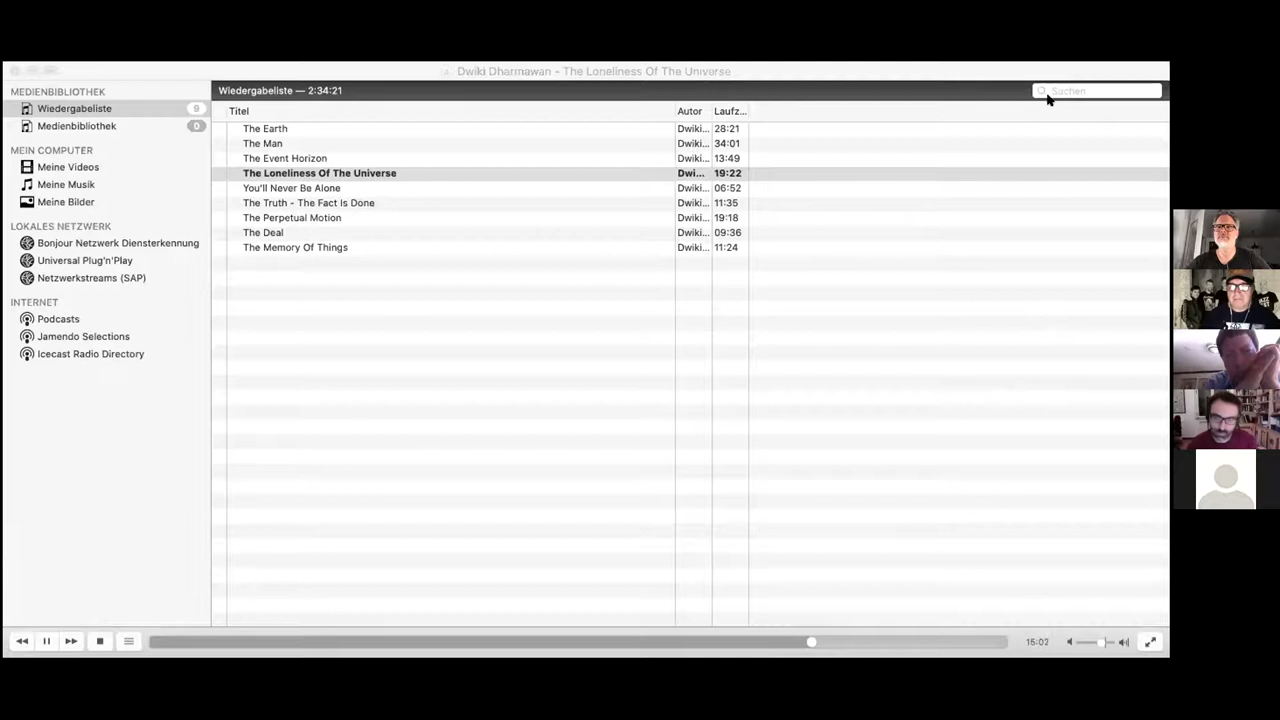 Dwiki Dharmawan - The Loneliness Of The Universe
MEDIENBIBLIOTHEK
Wiedergabeliste 9
Medienbibliothek 0
MEIN COMPUTER
Meine Videos
Meine Musik
Meine Bilder
LOKALES NETZWERK
Bonjour Netzwerk Diensterkennung
Universal Plug'n'Play
Netzwerkstreams (SAP)
INTERNET
Podcasts
Jamendo Selections
Icecast Radio Directory
Wiedergabeliste — 2:34:21 Suchen
Titel Autor Laufz...
The Earth Dwiki... 28:21
The Man Dwiki... 34:01
The Event Horizon Dwiki... 13:49
The Loneliness Of The Universe Dwi... 19:22
You'll Never Be Alone Dwiki... 06:52
The Truth - The Fact Is Done Dwiki... 11:35
The Perpetual Motion Dwiki... 19:18
The Deal Dwiki... 09:36
The Memory Of Things Dwiki... 11:24
15:02